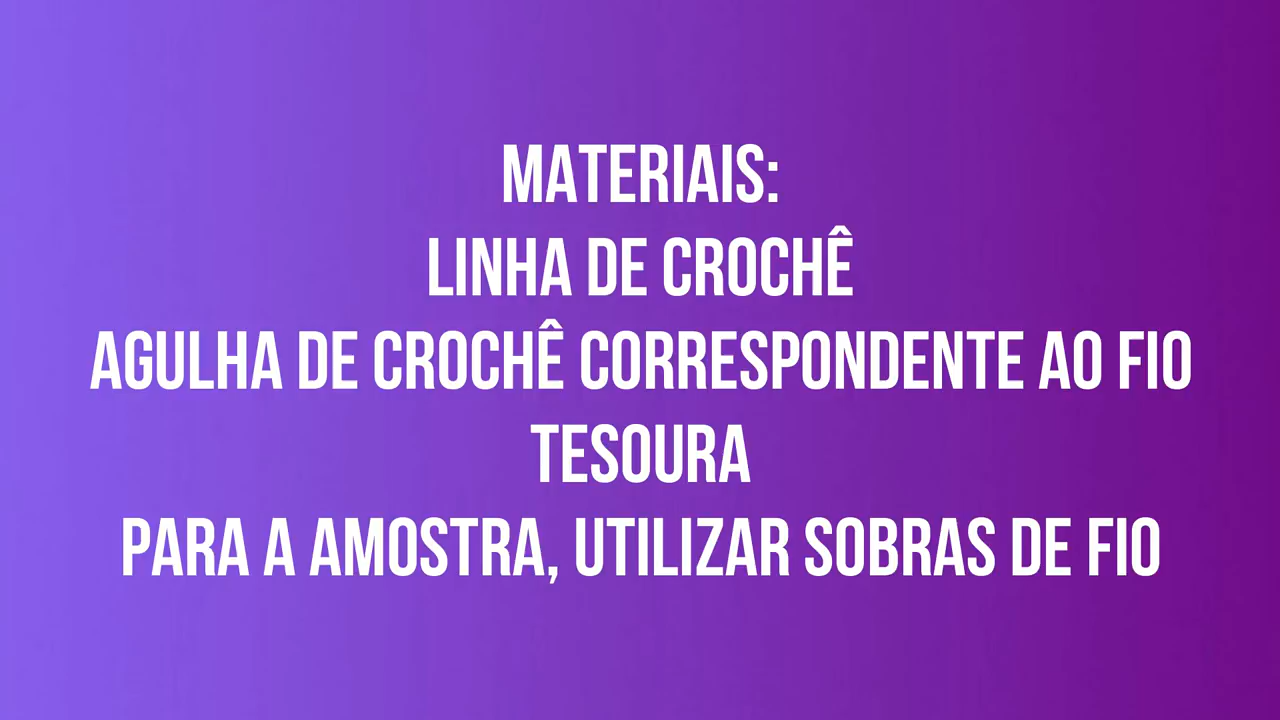 MATERIAIS:
LINHA DE CROCHÊ
AGULHA DE CROCHÊ CORRESPONDENTE AO FIO
TESOURA
PARA A AMOSTRA, UTILIZAR SOBRAS DE FIO